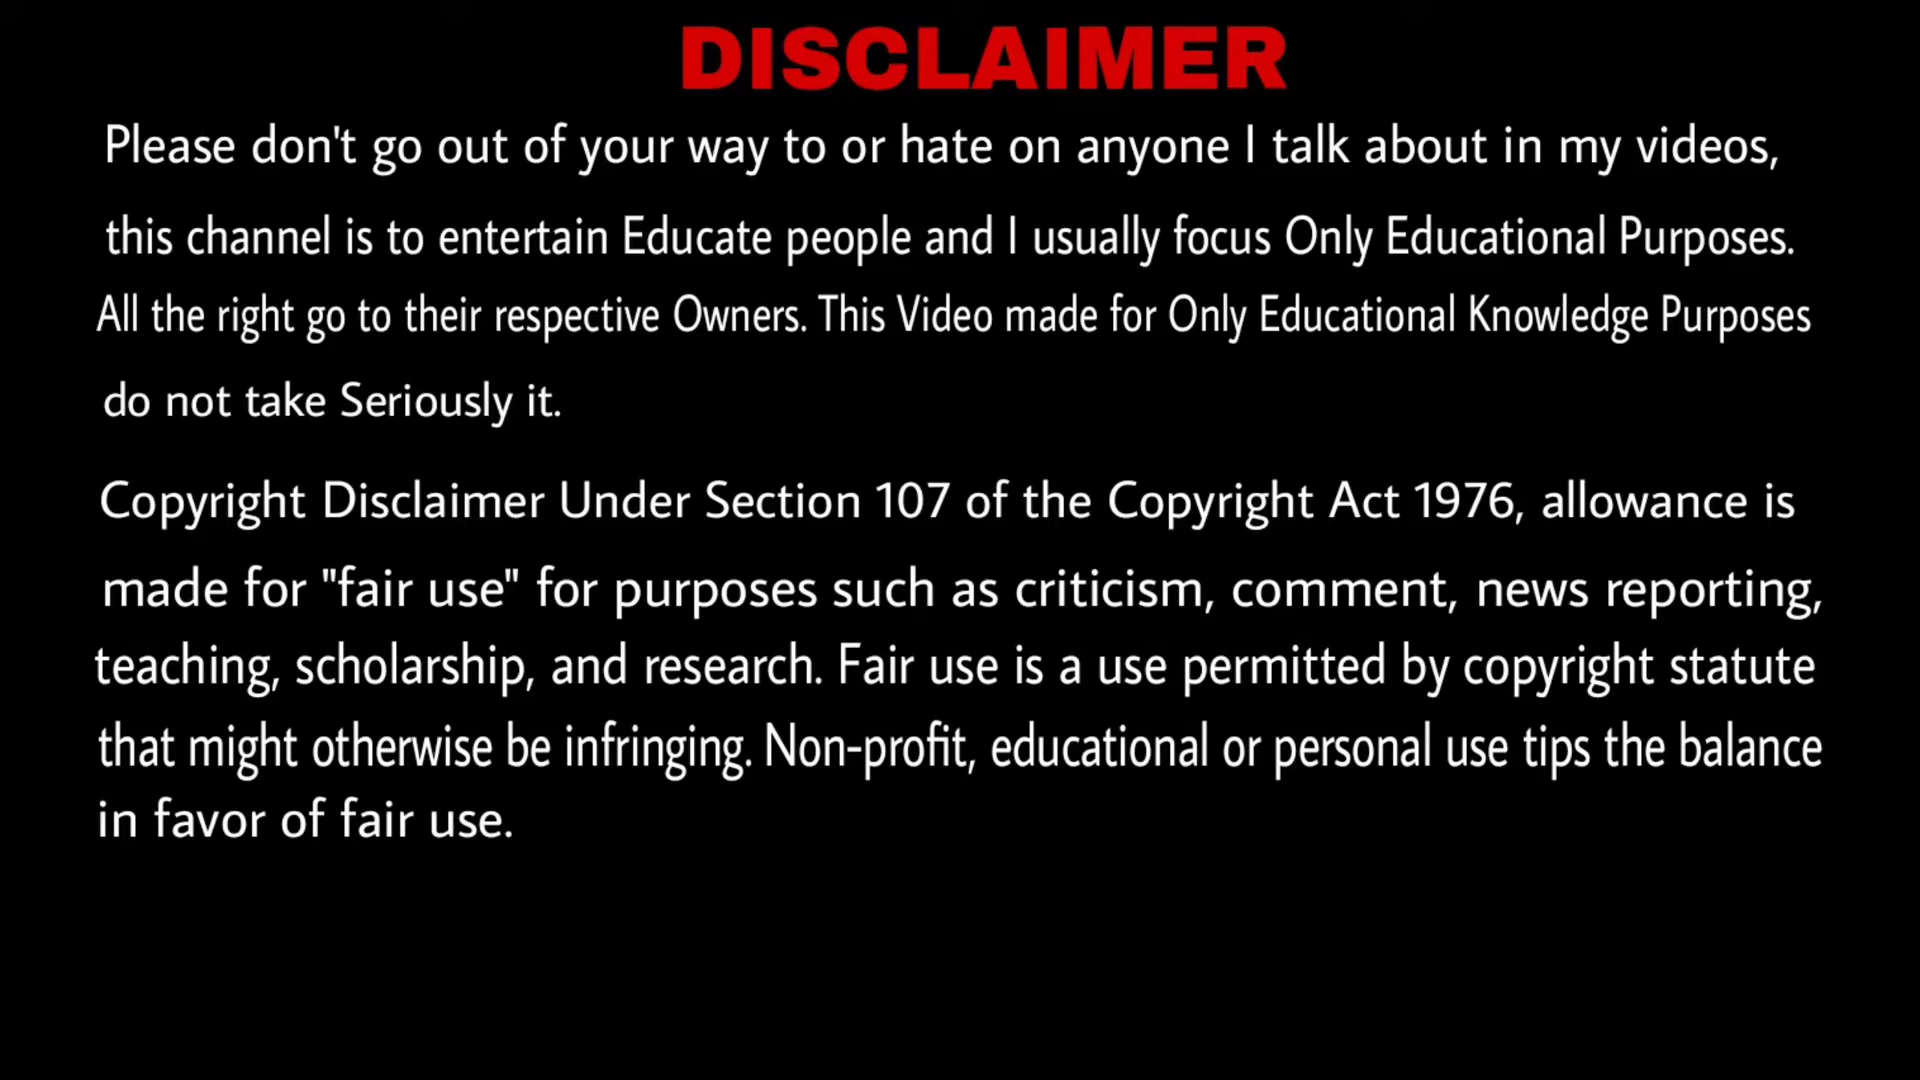 DISCLAIMER
Please don't go out of your way to or hate on anyone I talk about in my videos,
this channel is to entertain Educate people and I usually focus Only Educational Purposes.
All the right go to their respective Owners. This Video made for Only Educational Knowledge Purposes
do not take Seriously it.
Copyright Disclaimer Under Section 107 of the Copyright Act 1976, allowance is
made for "fair use" for purposes such as criticism, comment, news reporting,
teaching, scholarship, and research. Fair use is a use permitted by copyright statute
that might otherwise be infringing. Non-profit, educational or personal use tips the balance
in favor of fair use.